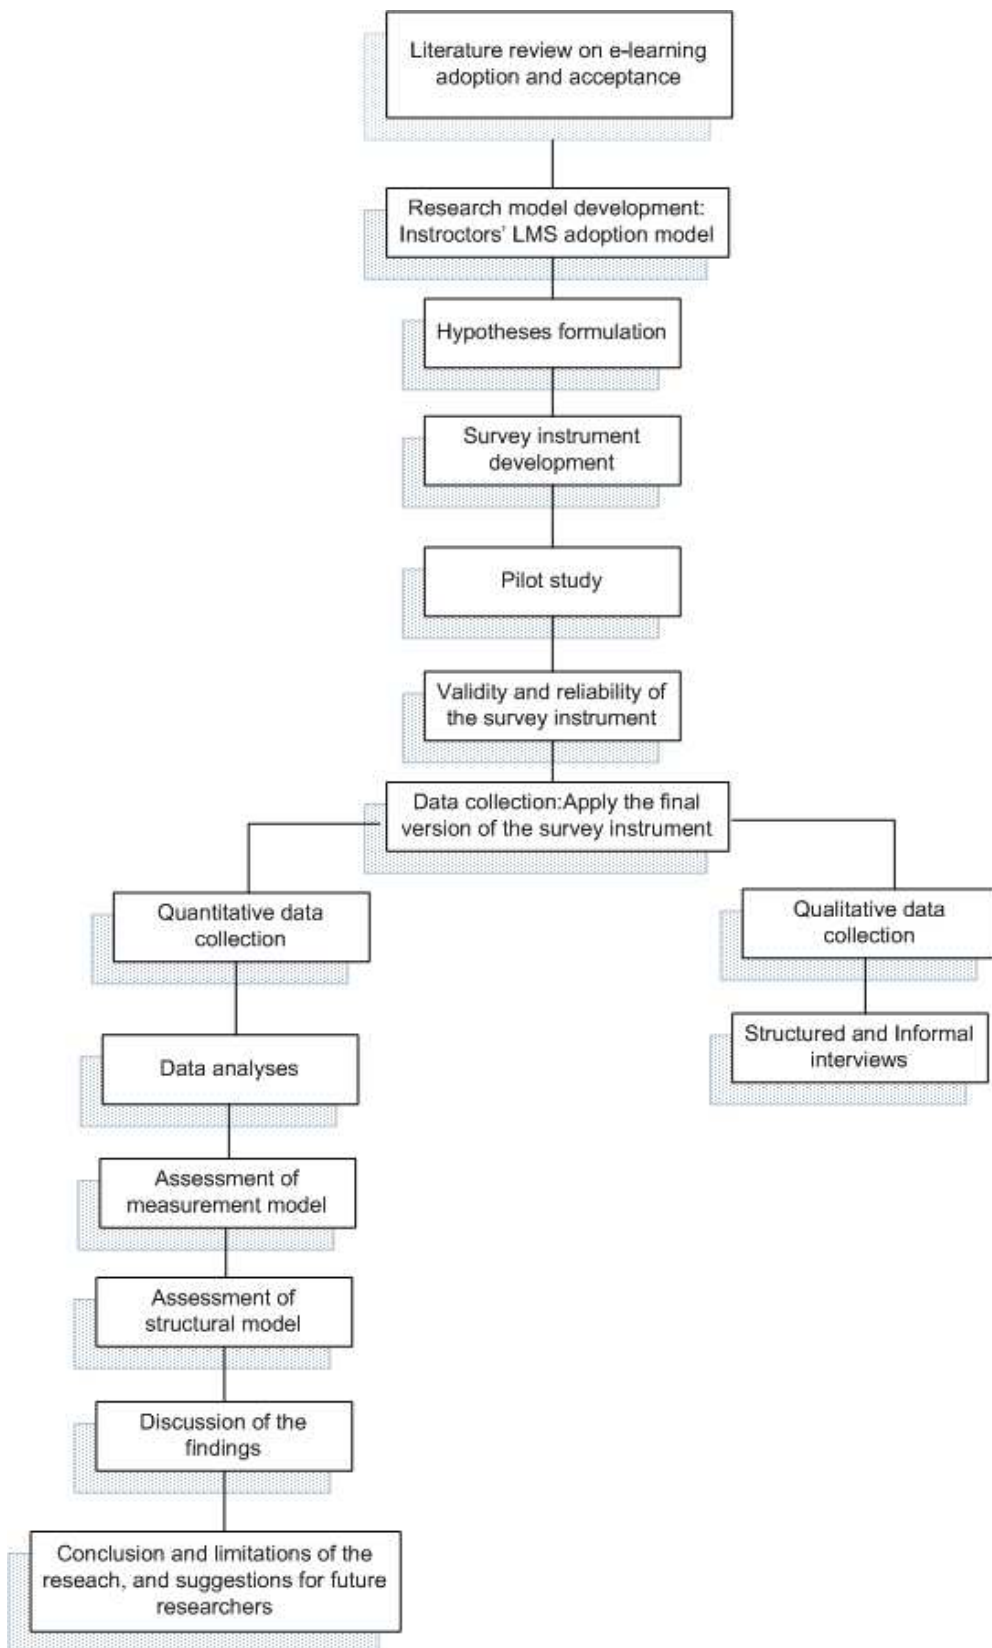 Literature review on e-learning
adoption and acceptance
Research model development:
Instroctors' LMS adoption model
Hypotheses formulation
Survey instrument
development
Pilot study
Validity and reliability of
the survey instrument
Data collection:Apply the final
version of the survey instrument
Quantitative data
collection
Qualitative data
collection
Structured and Informal
interviews
Data analyses
Assessment of
measurement model
Assessment of
structural model
Discussion of the
findings
Conclusion and limitations of the
reseach, and suggestions for future
researchers